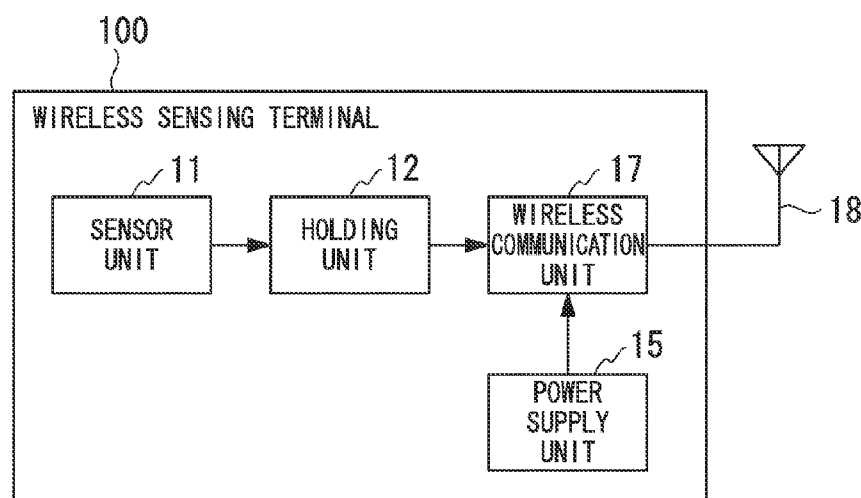 100
WIRELESS SENSING TERMINAL
11
12
17
SENSOR
UNIT
HOLDING
UNIT
WIRELESS
COMMUNICATION
UNIT
18
15
POWER
SUPPLY
UNIT